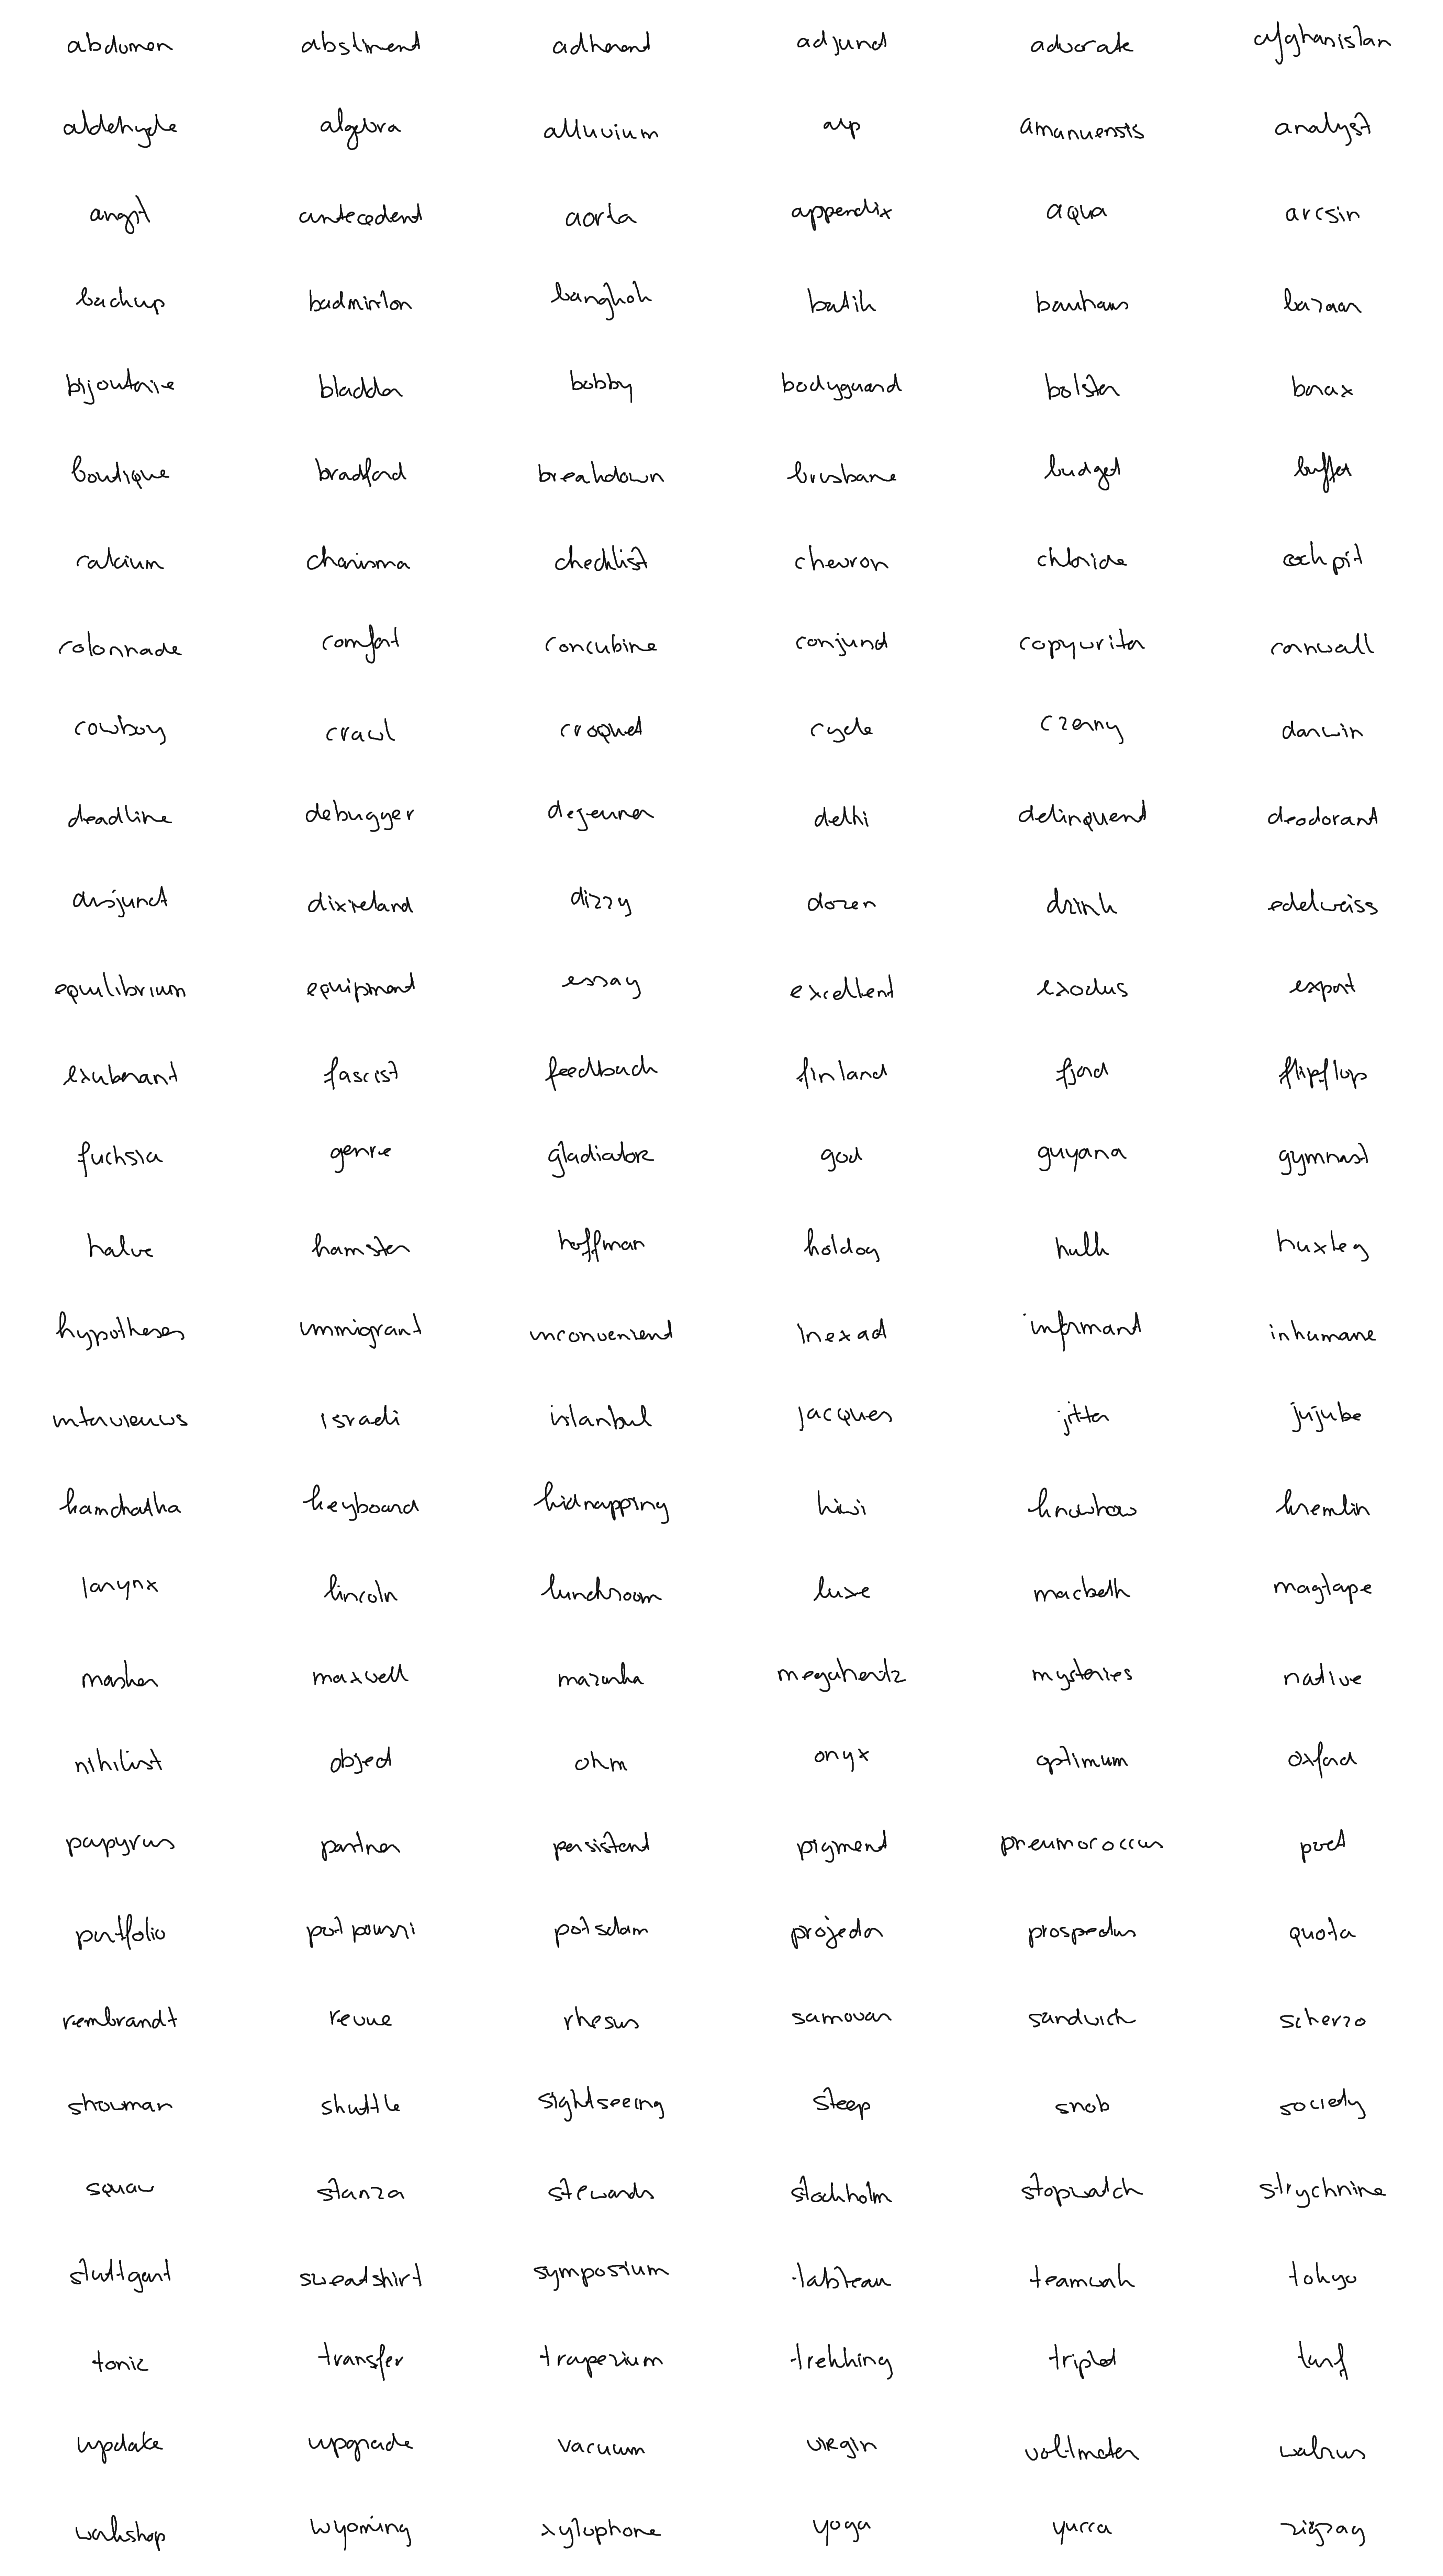 abdomen abstinent adherent adjunct advocate afghanistan
aldehyde algebra alluvium alp amanuensis analyst
angst antecedent aorta appendix aqua arcsin
backup badminton bangkok batik bauhaus bazaar
bijouterie bladder bobby bodyguard bolster borax
boutique bradford breakdown brisbane budget buffet
calcium charisma checklist chevron chloride cockpit
colonnade comfort concubine conjunct copywriter cornwall
cowboy crawl croquet cycle czerny darwin
deadline debugger dejeuner delhi delinquent deodorant
disjunct dixieland dizzy dozen drink edelweiss
equilibrium equipment essay excellent exodus export
exuberant fascist feedback finland fjord flipflop
fuchsia genre gladiator god guyana gymnast
halve hamster hoffman hotdog hulk huxley
hypotheses immigrant inconvenient inexact informant inhumane
interviews israeli istanbul jacques jitter jujube
kamchatka keyboard kidnapping kiwi knowhow kremlin
larynx lincoln lunchroom luxe macbeth magtape
masker maxwell mazurka megahertz mysteries native
nihilist object ohm onyx optimum oxford
papyrus partner persistent pigment pneumococcus poet
portfolio potpourri potsdam projector prospectus quota
rembrandt revue rhesus samovar sandwich scherzo
showman shuttle sightseeing steep snob society
squaw stanza stewards stockholm stopwatch strychnine
stuttgart sweatshirt symposium tableau teamwork tokyo
tonic transfer trapezium trekking triplet turf
update upgrade vacuum virgin voltmeter walrus
workshop wyoming xylophone yoga yucca zigzag